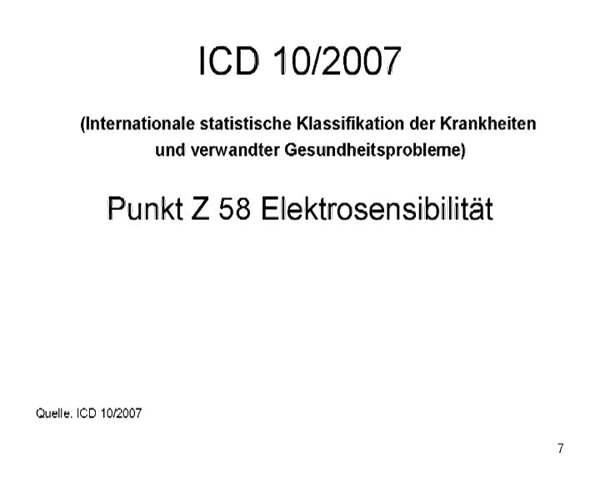 ICD 10/2007
(Internationale statistische Klassifikation der Krankheiten
und verwandter Gesundheitsprobleme)
Punkt Z 58 Elektrosensibilität
Quelle: ICD 10/2007
7